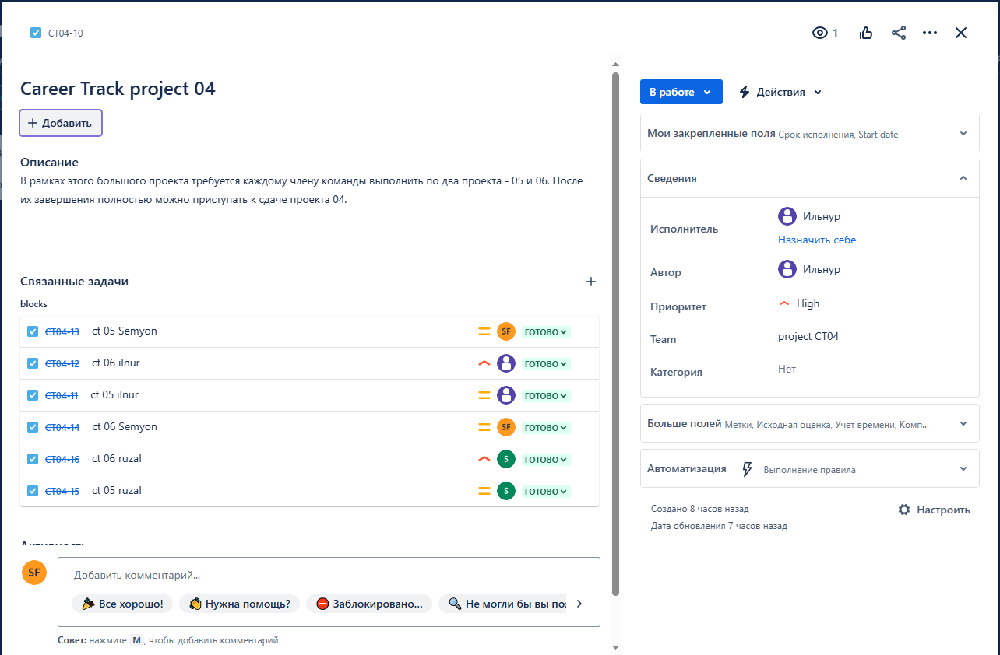 CT04-10
1
Career Track project 04
Добавить
Описание
В рамках этого большого проекта требуется каждому члену команды выполнить по два проекта - 05 и 06. После
их завершения полностью можно приступать к сдаче проекта 04.
Связанные задачи
blocks
CT04-13 ct 05 Semyon SF ГОТОВО
CT04-12 ct 06 ilnur ГОТОВО
CT04-11 ct 05 ilnur ГОТОВО
CT04-14 ct 06 Semyon SF ГОТОВО
CT04-16 ct 06 ruzal S ГОТОВО
CT04-15 ct 05 ruzal S ГОТОВО
SF
Добавить комментарий...
Все хорошо!
Нужна помощь?
Заблокировано...
Не могли бы вы
Совет: нажмите M, чтобы добавить комментарий
В работе
Действия
Мои закрепленные поля Срок исполнения, Start date
Сведения
Исполнитель
Ильнур
Назначить себе
Автор
Ильнур
Приоритет
High
Team
project CT04
Категория
Нет
Больше полей Метки, Исходная оценка, Учет времени, Комп...
Автоматизация
Выполнение правила
Создано 8 часов назад
Настроить
Дата обновления 7 часов назад